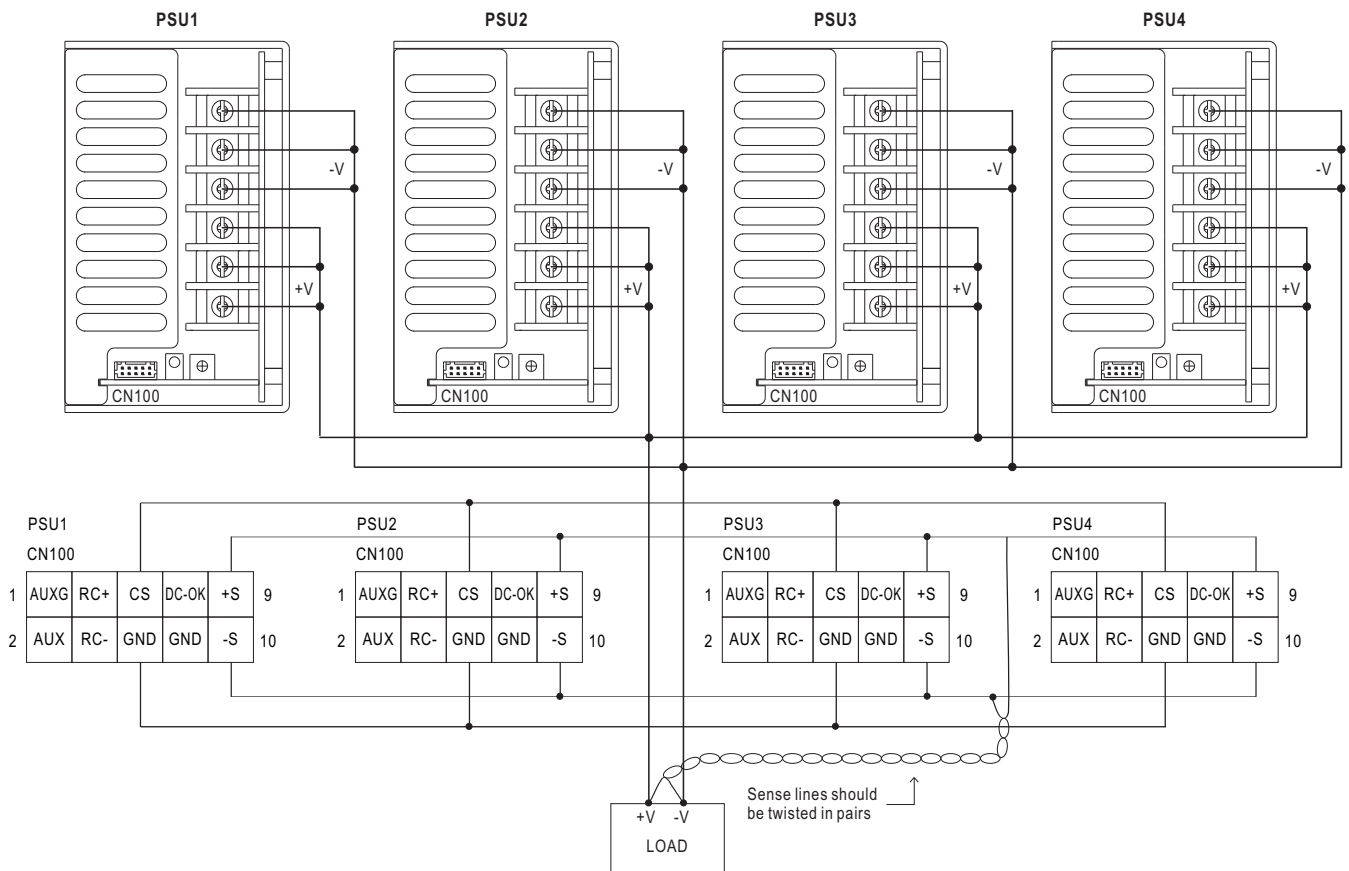 PSU1 PSU2 PSU3 PSU4
-V -V -V -V
+V +V +V +V
CN100 CN100 CN100 CN100
PSU1 PSU2 PSU3 PSU4
CN100 CN100 CN100 CN100
1 AUXG RC+ CS DC-OK +S 9 1 AUXG RC+ CS DC-OK +S 9 1 AUXG RC+ CS DC-OK +S 9 1 AUXG RC+ CS DC-OK +S 9
2 AUX RC- GND GND -S 10 2 AUX RC- GND GND -S 10 2 AUX RC- GND GND -S 10 2 AUX RC- GND GND -S 10
Sense lines should
be twisted in pairs
+V -V
LOAD